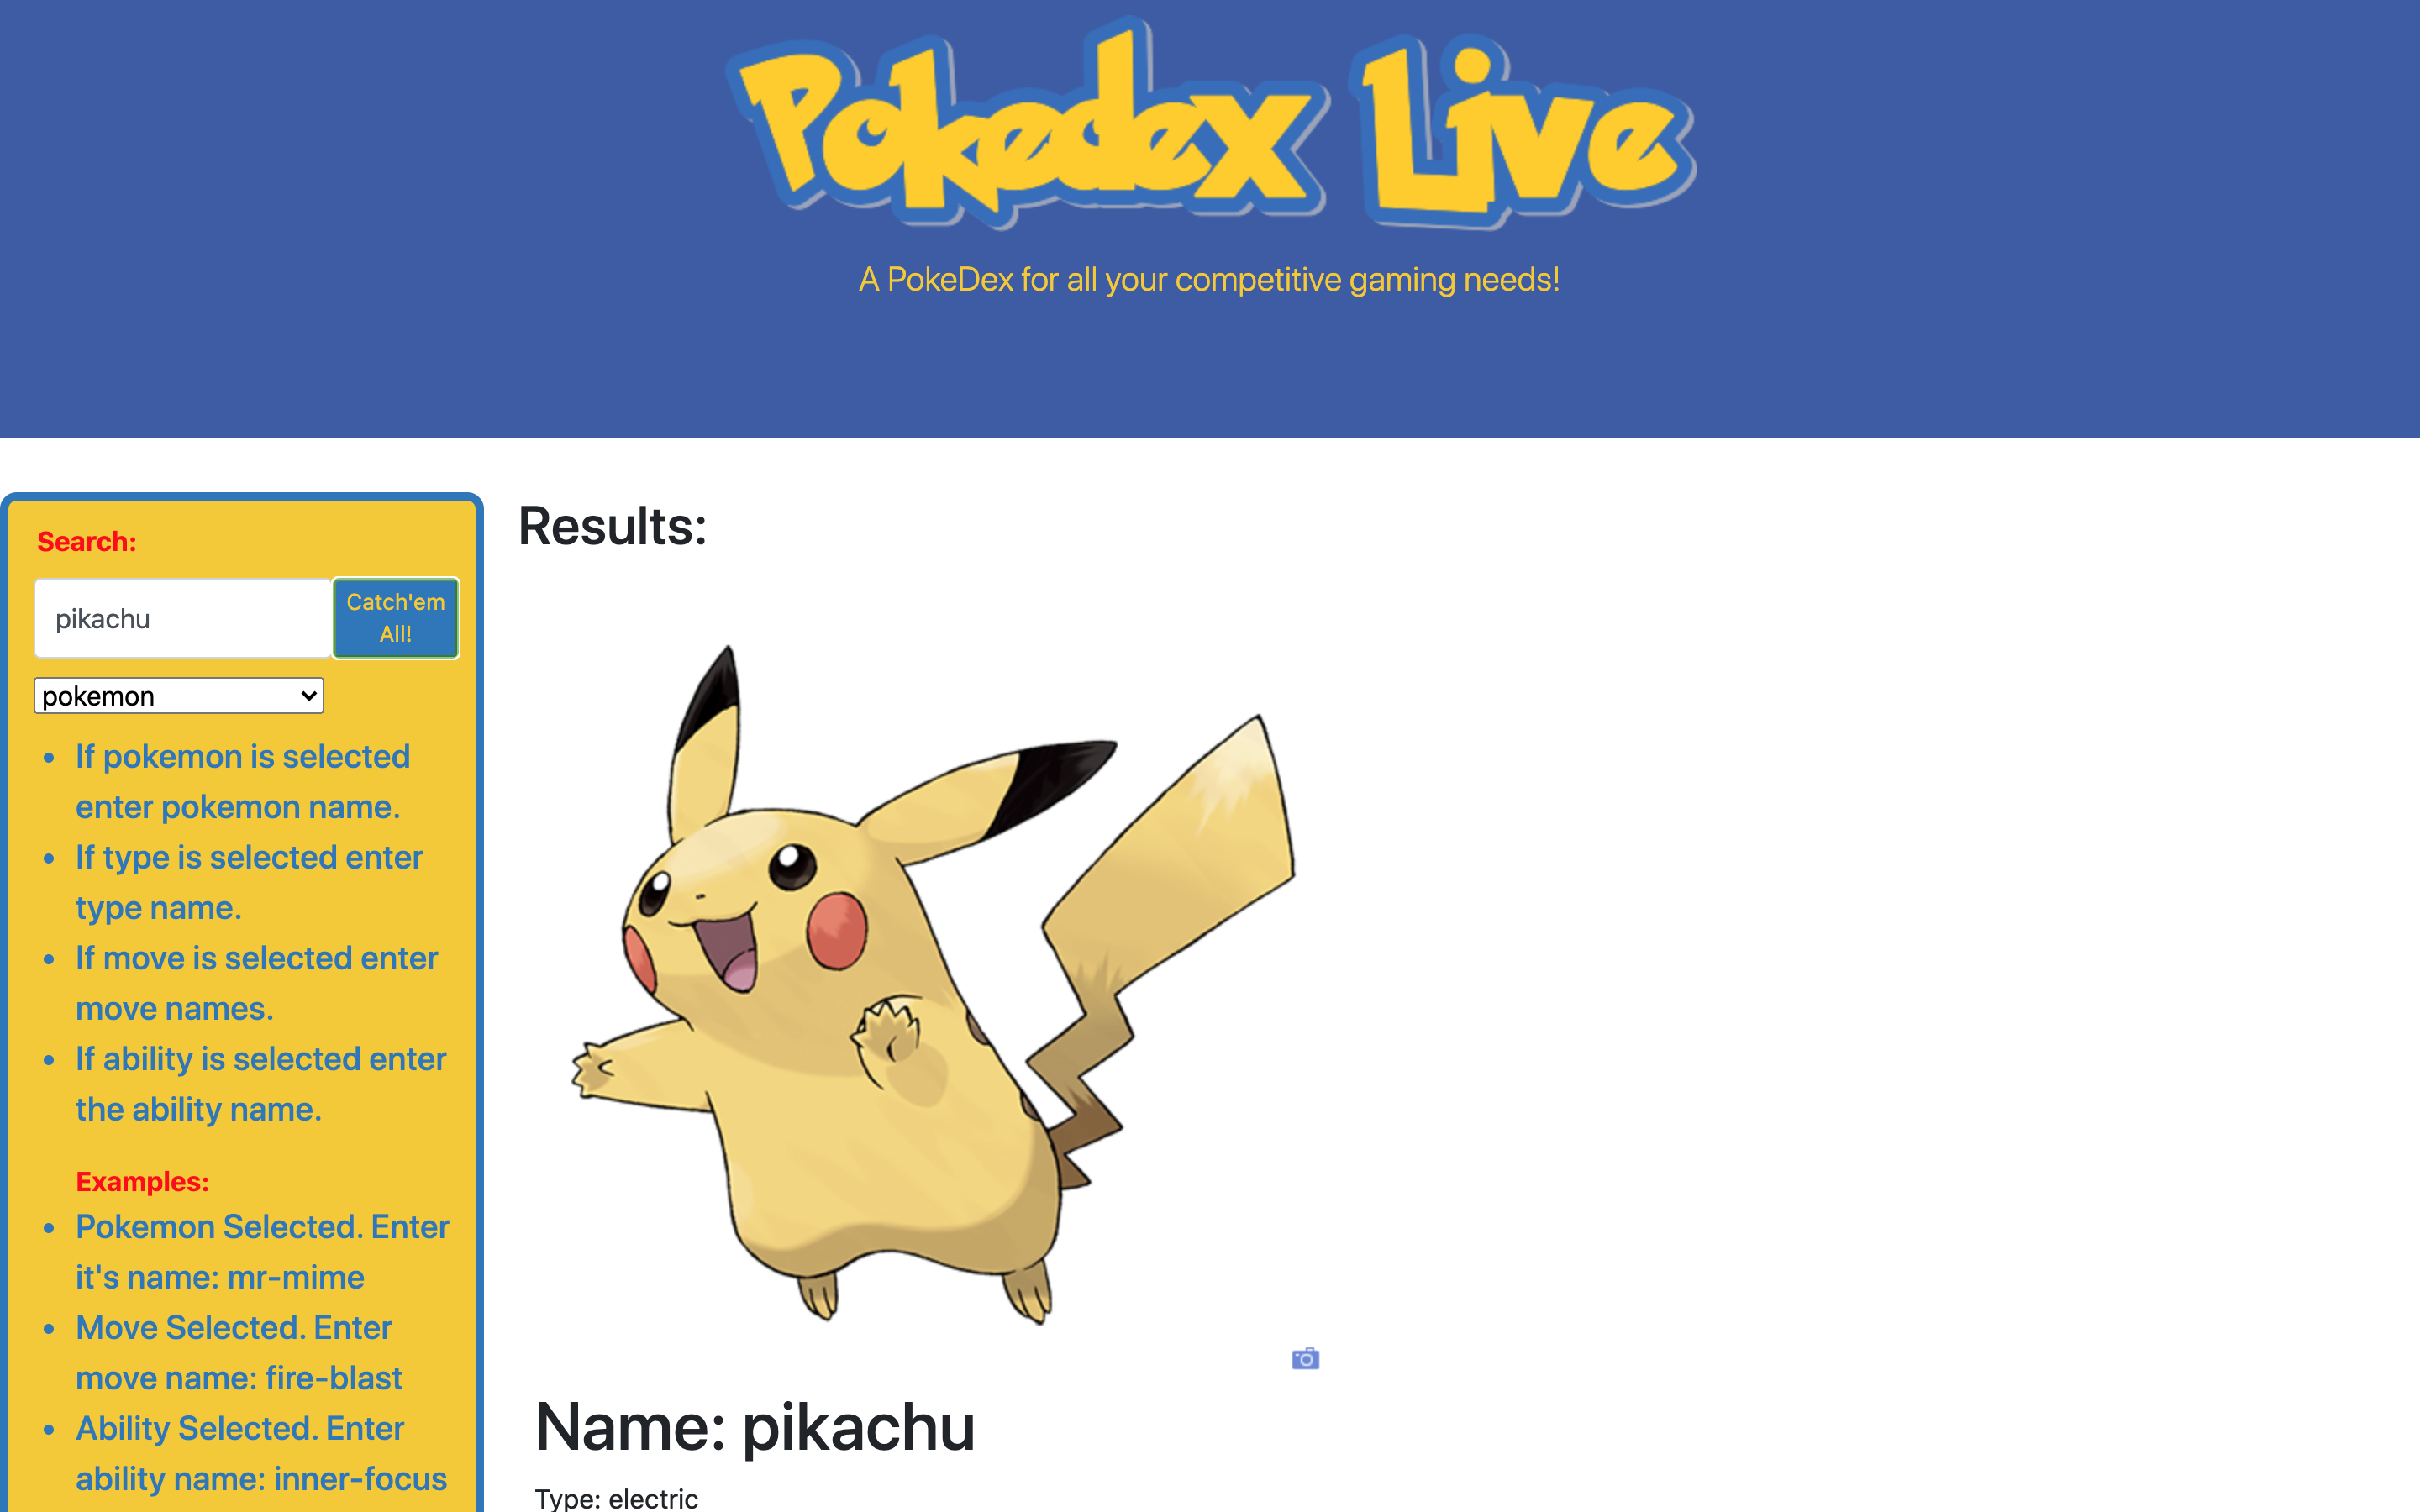 Pokedex Live
A PokeDex for all your competitive gaming needs!
Search:
pikachu
Catch'em
All!
pokemon
If pokemon is selected
enter pokemon name.
If type is selected enter
type name.
If move is selected enter
move names.
If ability is selected enter
the ability name.
Examples:
Pokemon Selected. Enter
it's name: mr-mime
Move Selected. Enter
move name: fire-blast
Ability Selected. Enter
ability name: inner-focus
Results:
Name: pikachu
Type: electric